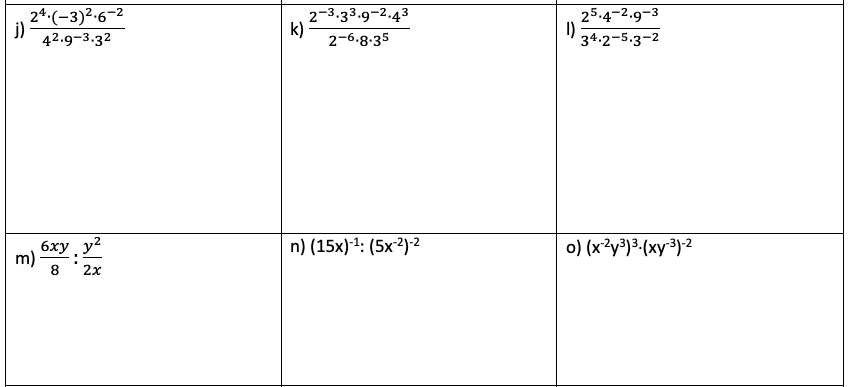 j) 2⁴·(−3)²·6⁻² / 4²·9⁻³·3²
k) 2⁻³·3³·9⁻²·4³ / 2⁻⁶·8·3⁵
l) 2⁵·4⁻²·9⁻³ / 3⁴·2⁻⁵·3⁻²
m) 6xy / 8 : y² / 2x
n) (15x)⁻¹: (5x⁻²)⁻²
o) (x⁻²y³)³·(xy⁻³)⁻²